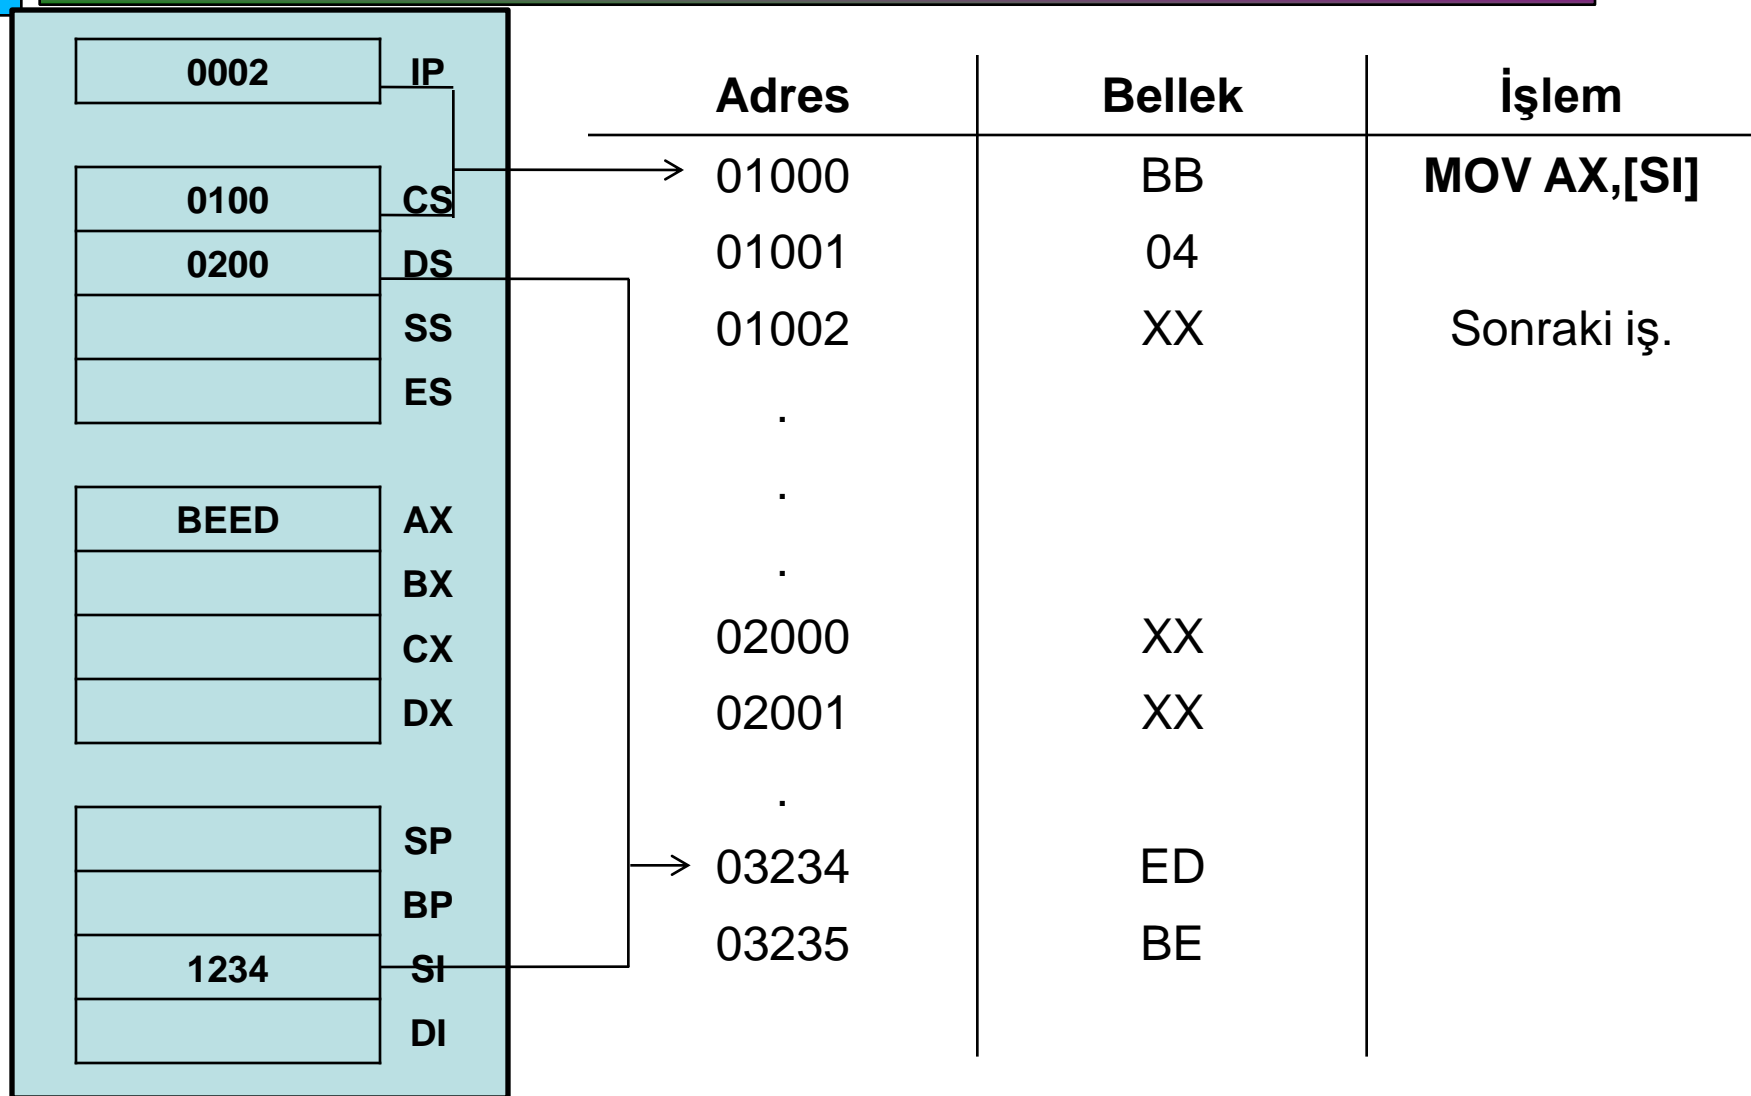 0002 IP
0100 CS
0200 DS
SS
ES
BEED AX
BX
CX
DX
SP
BP
1234 SI
DI
Adres Bellek İşlem
01000 BB MOV AX,[SI]
01001 04
01002 XX Sonraki iş.
.
.
.
02000 XX
02001 XX
.
03234 ED
03235 BE